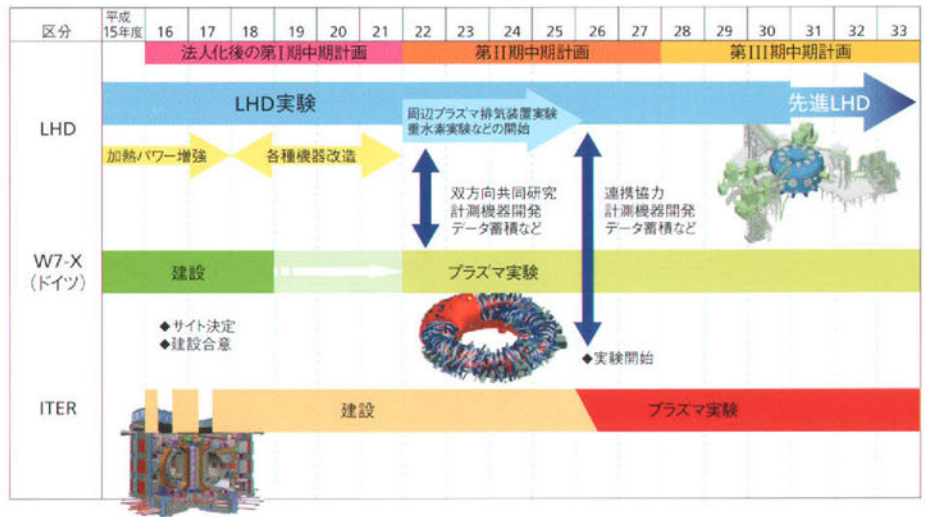 区分
平成
15年度
16 17 18 19 20 21 22 23 24 25 26 27 28 29 30 31 32 33
法人化後の第Ⅰ期中期計画
第Ⅱ期中期計画
第Ⅲ期中期計画
LHD
LHD実験
周辺プラズマ排気装置実験
重水素実験などの開始
先進LHD
加熱パワー増強
各種機器改造
双方向共同研究
計測機器開発
データ蓄積など
連携協力
計測機器開発
データ蓄積など
W7-X
(ドイツ)
建設
プラズマ実験
◆サイト決定
◆建設合意
◆実験開始
ITER
建設
プラズマ実験